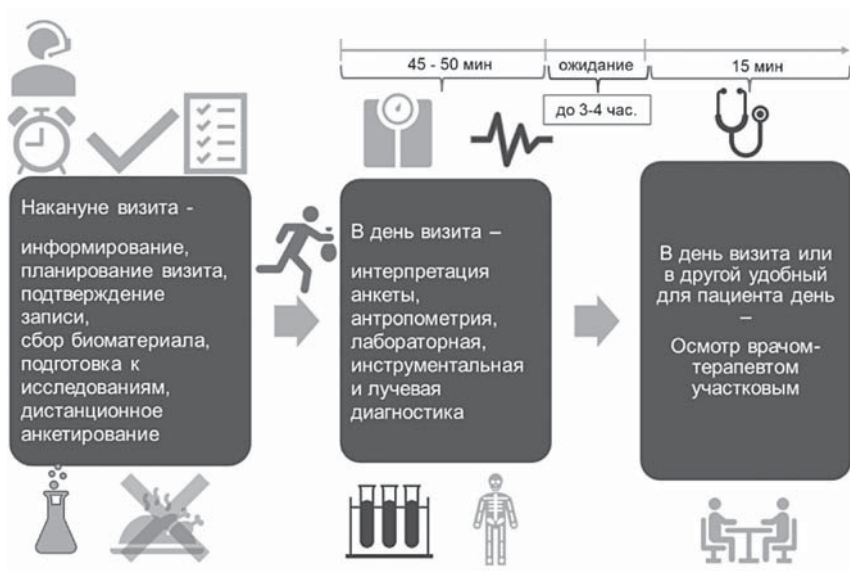 45 - 50 мин
ожидание
15 мин
до 3-4 час.
Накануне визита -
информирование,
планирование визита,
подтверждение
записи,
сбор биоматериала,
подготовка к
исследованиям,
дистанционное
анкетирование
В день визита –
интерпретация
анкеты,
антропометрия,
лабораторная,
инструментальная
и лучевая
диагностика
В день визита или
в другой удобный
для пациента день
–
Осмотр врачом-
терапевтом
участковым